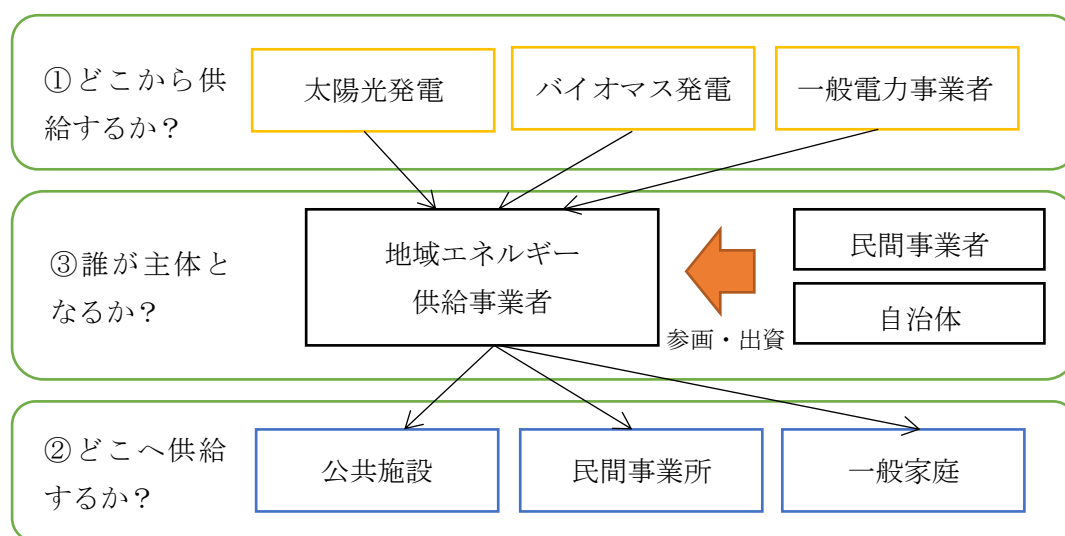 ①どこから供
給するか？
太陽光発電
バイオマス発電
一般電力事業者
③誰が主体と
なるか？
地域エネルギー
供給事業者
参画・出資
民間事業者
自治体
②どこへ供給
するか？
公共施設
民間事業所
一般家庭